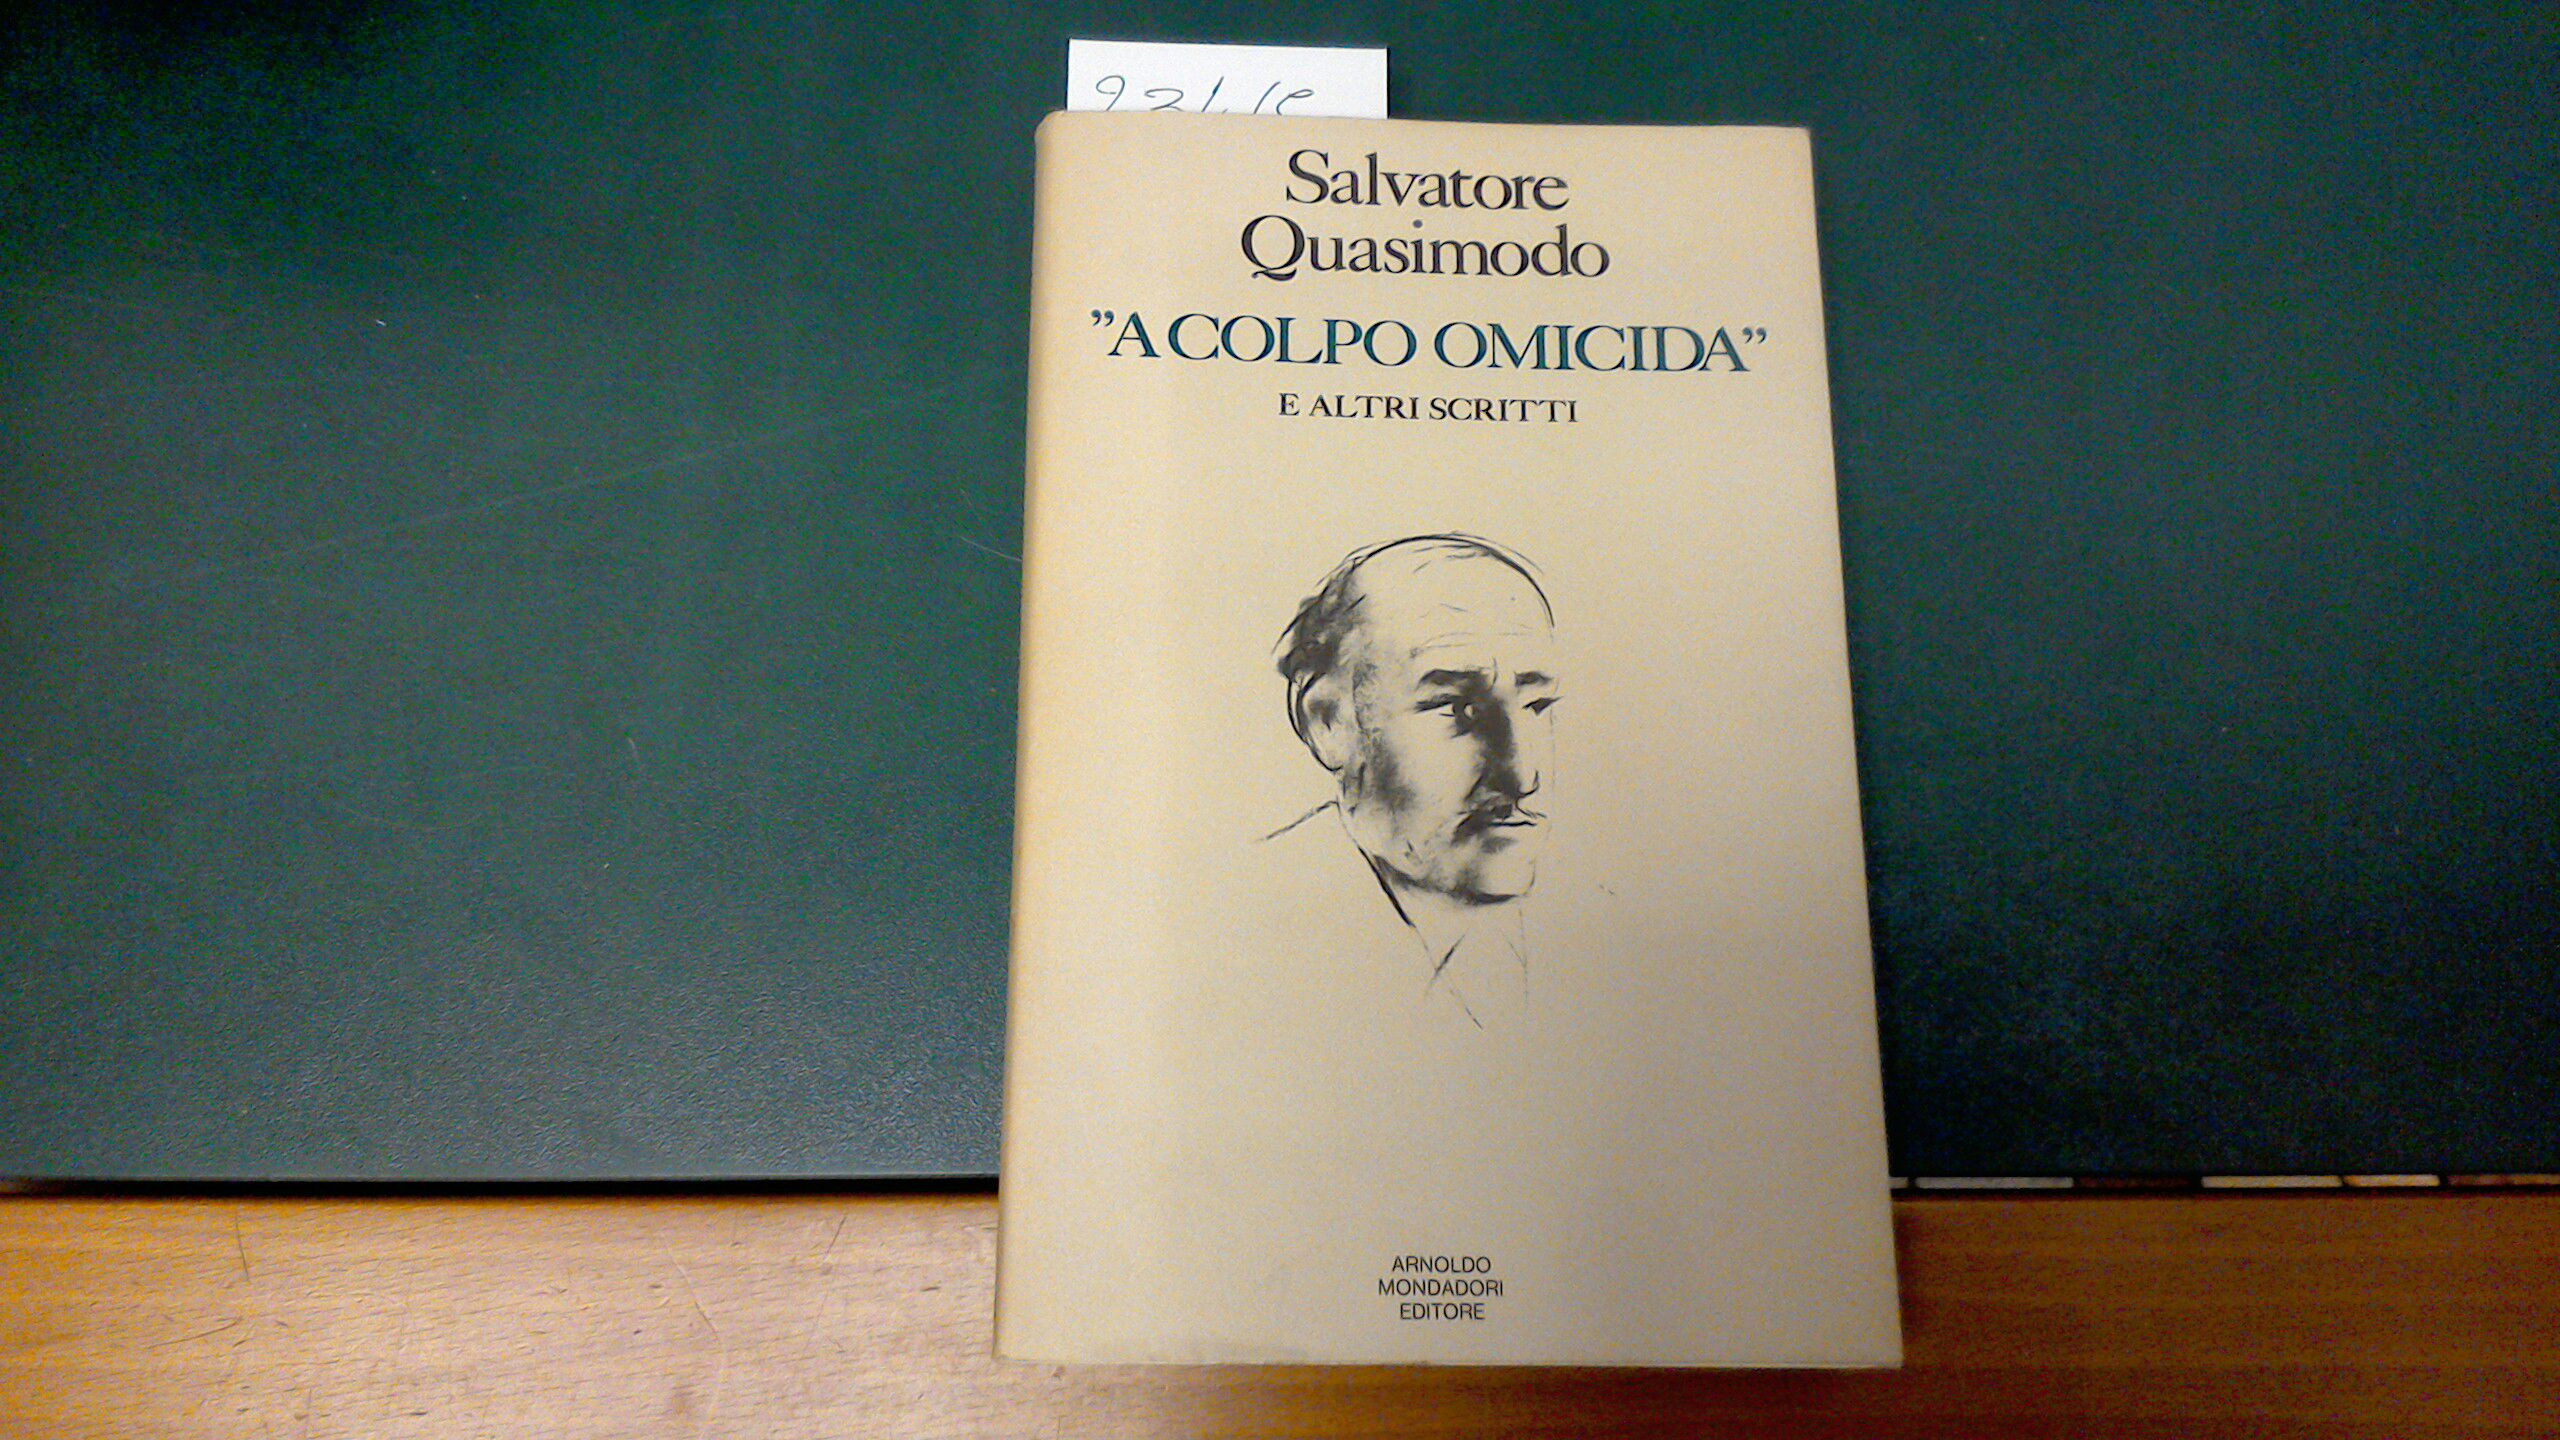 Salvatore
Quasimodo
"A COLPO OMICIDA"
E ALTRI SCRITTI
ARNOLDO
MONDADORI
EDITORE